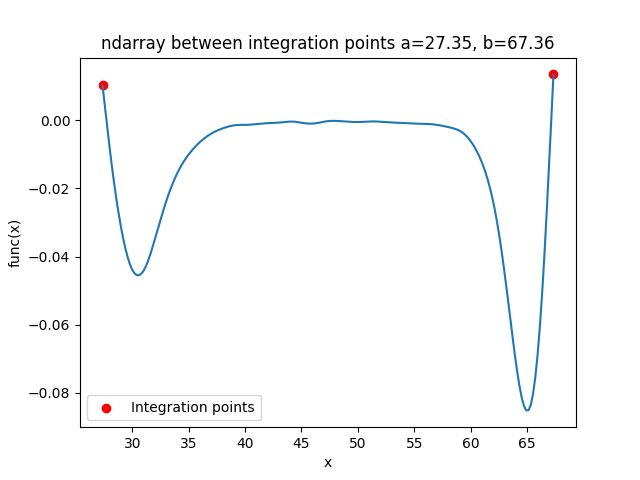 ndarray between integration points a=27.35, b=67.36
func(x)
0.00
−0.02
−0.04
−0.06
−0.08
Integration points
30 35 40 45 50 55 60 65
x